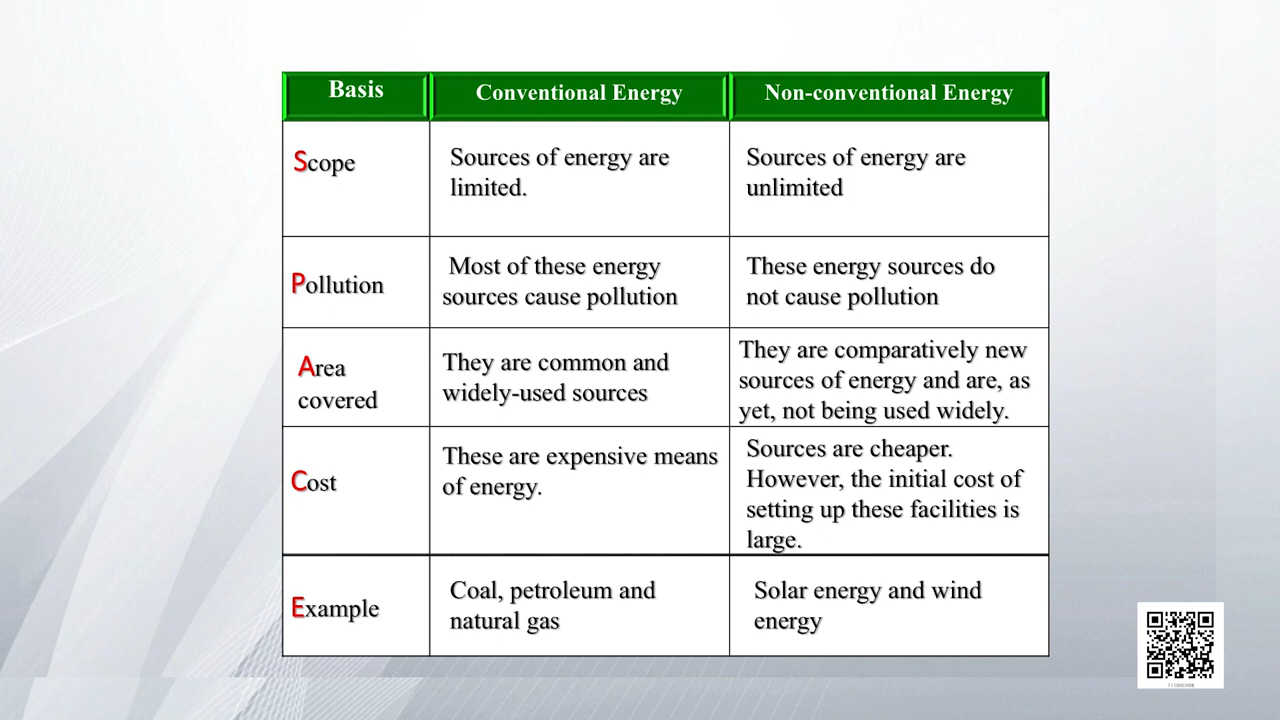 Basis
Conventional Energy
Non-conventional Energy
Scope
Sources of energy are
limited.
Sources of energy are
unlimited
Pollution
Most of these energy
sources cause pollution
These energy sources do
not cause pollution
Area
covered
They are common and
widely-used sources
They are comparatively new
sources of energy and are, as
yet, not being used widely.
Cost
These are expensive means
of energy.
Sources are cheaper.
However, the initial cost of
setting up these facilities is
large.
Example
Coal, petroleum and
natural gas
Solar energy and wind
energy
11100CH08